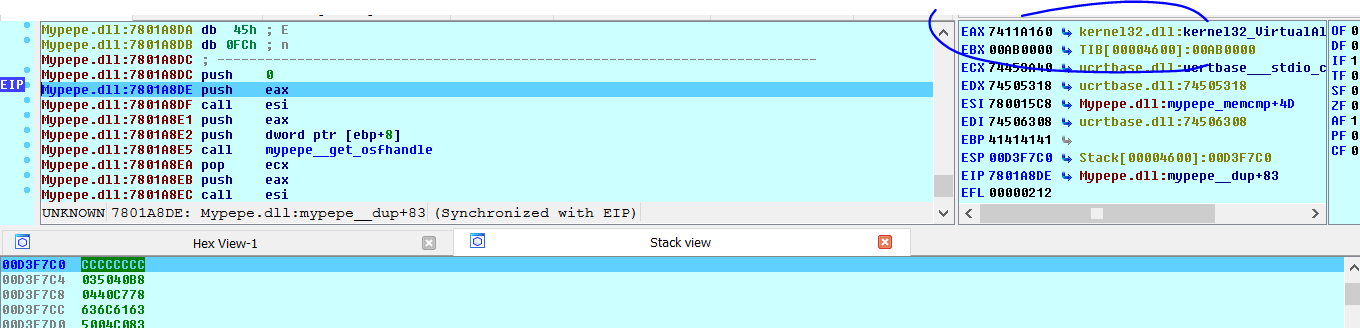 Mypepe.dll:7801A8DA db 45h ; E
Mypepe.dll:7801A8DB db 0FCh ; n
Mypepe.dll:7801A8DC ; ---------------------------------------------------------------------------
Mypepe.dll:7801A8DC push 0
EIP Mypepe.dll:7801A8DE push eax
Mypepe.dll:7801A8DF call esi
Mypepe.dll:7801A8E1 push eax
Mypepe.dll:7801A8E2 push dword ptr [ebp+8]
Mypepe.dll:7801A8E5 call mypepe__get_osfhandle
Mypepe.dll:7801A8EA pop ecx
Mypepe.dll:7801A8EB push eax
Mypepe.dll:7801A8EC call esi
UNKNOWN 7801A8DE: Mypepe.dll:mypepe__dup+83 (Synchronized with EIP)
EAX 7411A160 kernel32.dll:kernel32_VirtualAl
EBX 00AB0000 TIB[00004600]:00AB0000
ECX 74453A40 ucrtbase.dll:ucrtbase___stdio_c
EDX 74505318 ucrtbase.dll:74505318
ESI 780015C8 Mypepe.dll:mypepe_memcmp+4D
EDI 74506308 ucrtbase.dll:74506308
EBP 41414141
ESP 00D3F7C0 Stack[00004600]:00D3F7C0
EIP 7801A8DE Mypepe.dll:mypepe__dup+83
EFL 00000212
OF 0
DF 0
IF 1
TF 0
SF 0
ZF 0
AF 1
PF 0
CF 0
Hex View-1
Stack view
00D3F7C0 CCCCCCCC
00D3F7C4 035040B8
00D3F7C8 0440C778
00D3F7CC 636C6163
00D3F7D0 5004C083